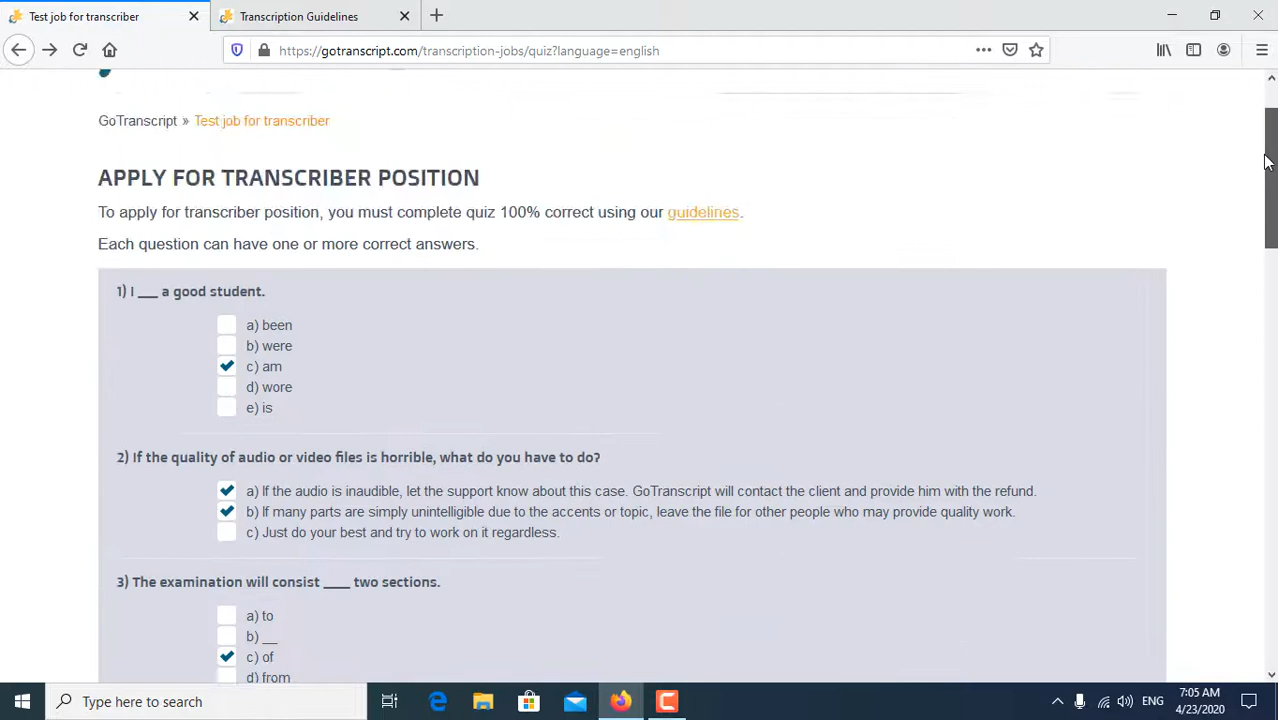 Test job for transcriber
Transcription Guidelines
https://gotranscript.com/transcription-jobs/quiz?language=english
GoTranscript » Test job for transcriber
APPLY FOR TRANSCRIBER POSITION
To apply for transcriber position, you must complete quiz 100% correct using our guidelines.
Each question can have one or more correct answers.
1) I ___ a good student.
a) been
b) were
c) am
d) wore
e) is
2) If the quality of audio or video files is horrible, what do you have to do?
a) If the audio is inaudible, let the support know about this case. GoTranscript will contact the client and provide him with the refund.
b) If many parts are simply unintelligible due to the accents or topic, leave the file for other people who may provide quality work.
c) Just do your best and try to work on it regardless.
3) The examination will consist ____ two sections.
a) to
b) __
c) of
d) from
Type here to search
ENG
7:05 AM
4/23/2020